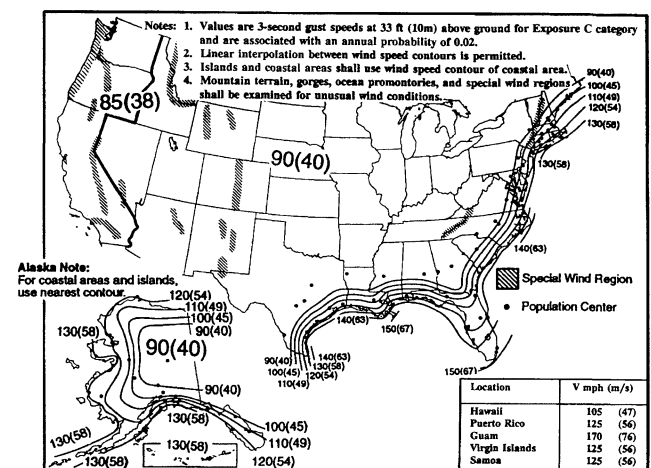 Notes: 1. Values are 3-second gust speeds at 33 ft (10m) above ground for Exposure C category
and are associated with an annual probability of 0.02.
2. Linear interpolation between wind speed contours is permitted.
3. Islands and coastal areas shall use wind speed contour of coastal area.
4. Mountain terrain, gorges, ocean promontories, and special wind regions
shall be examined for unusual wind conditions.
90(40)
100(45)
110(49)
120(54)
130(58)
85(38)
90(40)
130(58)
140(63)
Special Wind Region
Population Center
Alaska Note:
For coastal areas and islands,
use nearest contour.
120(54)
110(49)
100(45)
90(40)
130(58)
90(40)
90(40)
130(58)
100(45)
110(49)
120(54)
130(58)
130(58)
130(58)
140(63)
150(67)
90(40)
100(45)
110(49)
140(63)
130(58)
120(54)
150(67)
Location V mph (m/s)
Hawaii 105 (47)
Puerto Rico 125 (56)
Guam 170 (76)
Virgin Islands 125 (56)
Samoa 125 (56)